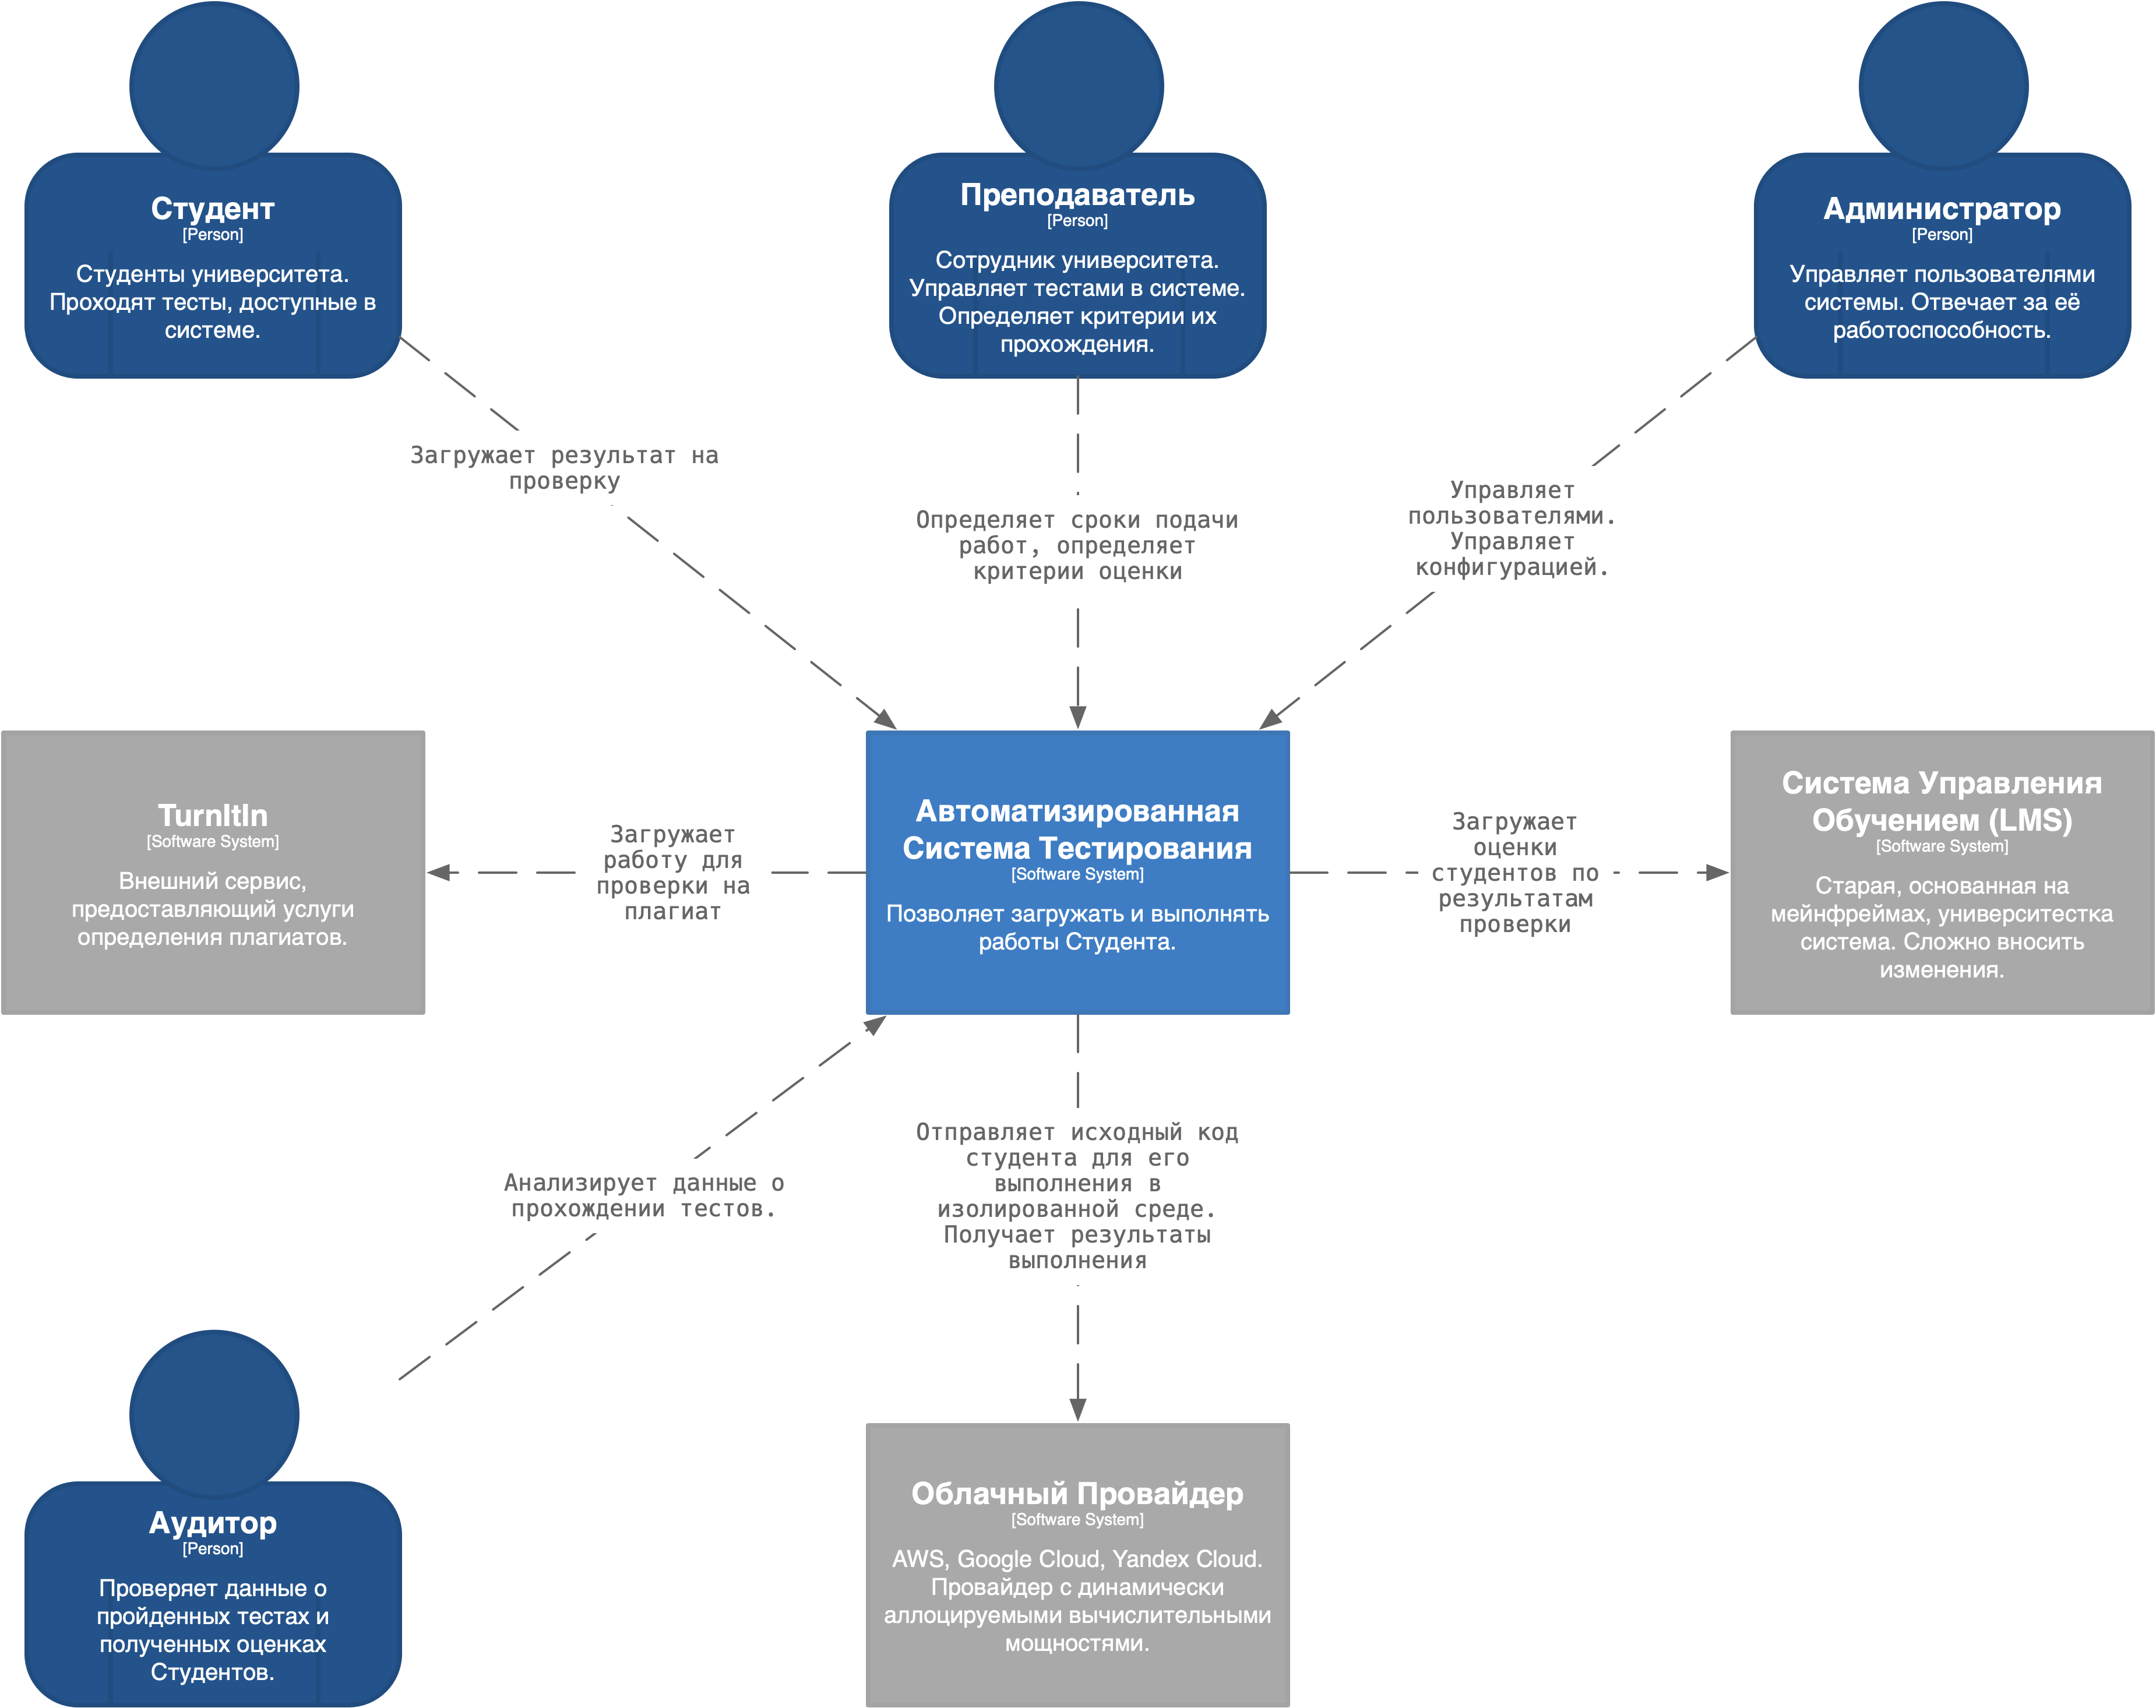 Студент
[Person]
Студенты университета.
Проходят тесты, доступные в
системе.
Преподаватель
[Person]
Сотрудник университета.
Управляет тестами в системе.
Определяет критерии их
прохождения.
Администратор
[Person]
Управляет пользователями
системы. Отвечает за её
работоспособность.
Загружает результат на
проверку
Определяет сроки подачи
работ, определяет
критерии оценки
Управляет
пользователями.
Управляет
конфигурацией.
TurnItIn
[Software System]
Внешний сервис,
предоставляющий услуги
определения плагиатов.
Загружает
работу для
проверки на
плагиат
Автоматизированная
Система Тестирования
[Software System]
Позволяет загружать и выполнять
работы Студента.
Загружает
оценки
студентов по
результатам
проверки
Система Управления
Обучением (LMS)
[Software System]
Старая, основанная на
мейнфреймах, университестка
система. Сложно вносить
изменения.
Анализирует данные о
прохождении тестов.
Отправляет исходный код
студента для его
выполнения в
изолированной среде.
Получает результаты
выполнения
Аудитор
[Person]
Проверяет данные о
пройденных тестах и
полученных оценках
Студентов.
Облачный Провайдер
[Software System]
AWS, Google Cloud, Yandex Cloud.
Провайдер с динамически
аллоцируемыми вычислительными
мощностями.